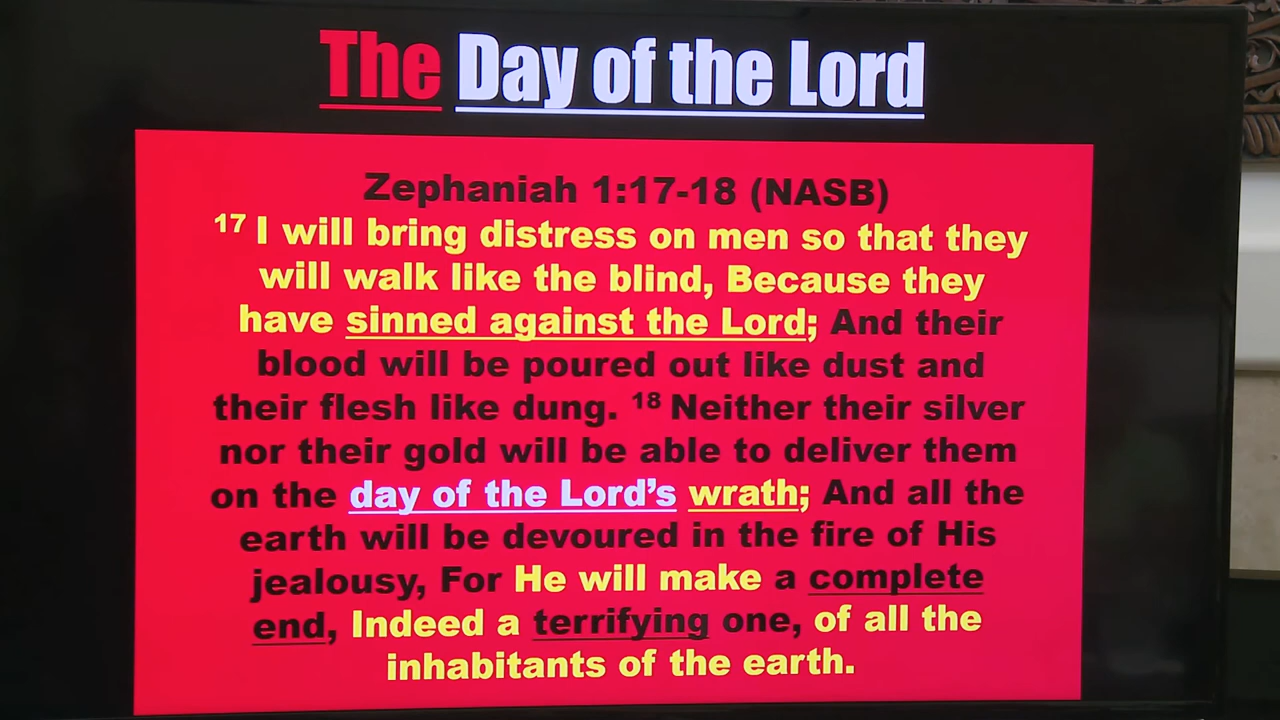 The Day of the Lord
Zephaniah 1:17-18 (NASB)
17 I will bring distress on men so that they
will walk like the blind, Because they
have sinned against the Lord; And their
blood will be poured out like dust and
their flesh like dung. 18 Neither their silver
nor their gold will be able to deliver them
on the day of the Lord’s wrath; And all the
earth will be devoured in the fire of His
jealousy, For He will make a complete
end, Indeed a terrifying one, of all the
inhabitants of the earth.